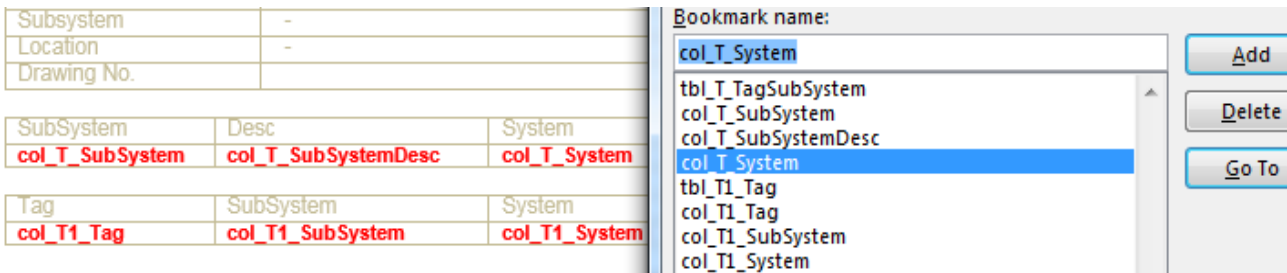 Subsystem -
Location -
Drawing No.
SubSystem Desc System
col_T_SubSystem col_T_SubSystemDesc col_T_System
Tag SubSystem System
col_T1_Tag col_T1_SubSystem col_T1_System
Bookmark name:
col_T_System
Add
tbl_T_TagSubSystem
col_T_SubSystem
col_T_SubSystemDesc
col_T_System
tbl_T1_Tag
col_T1_Tag
col_T1_SubSystem
col_T1_System
Delete
Go To